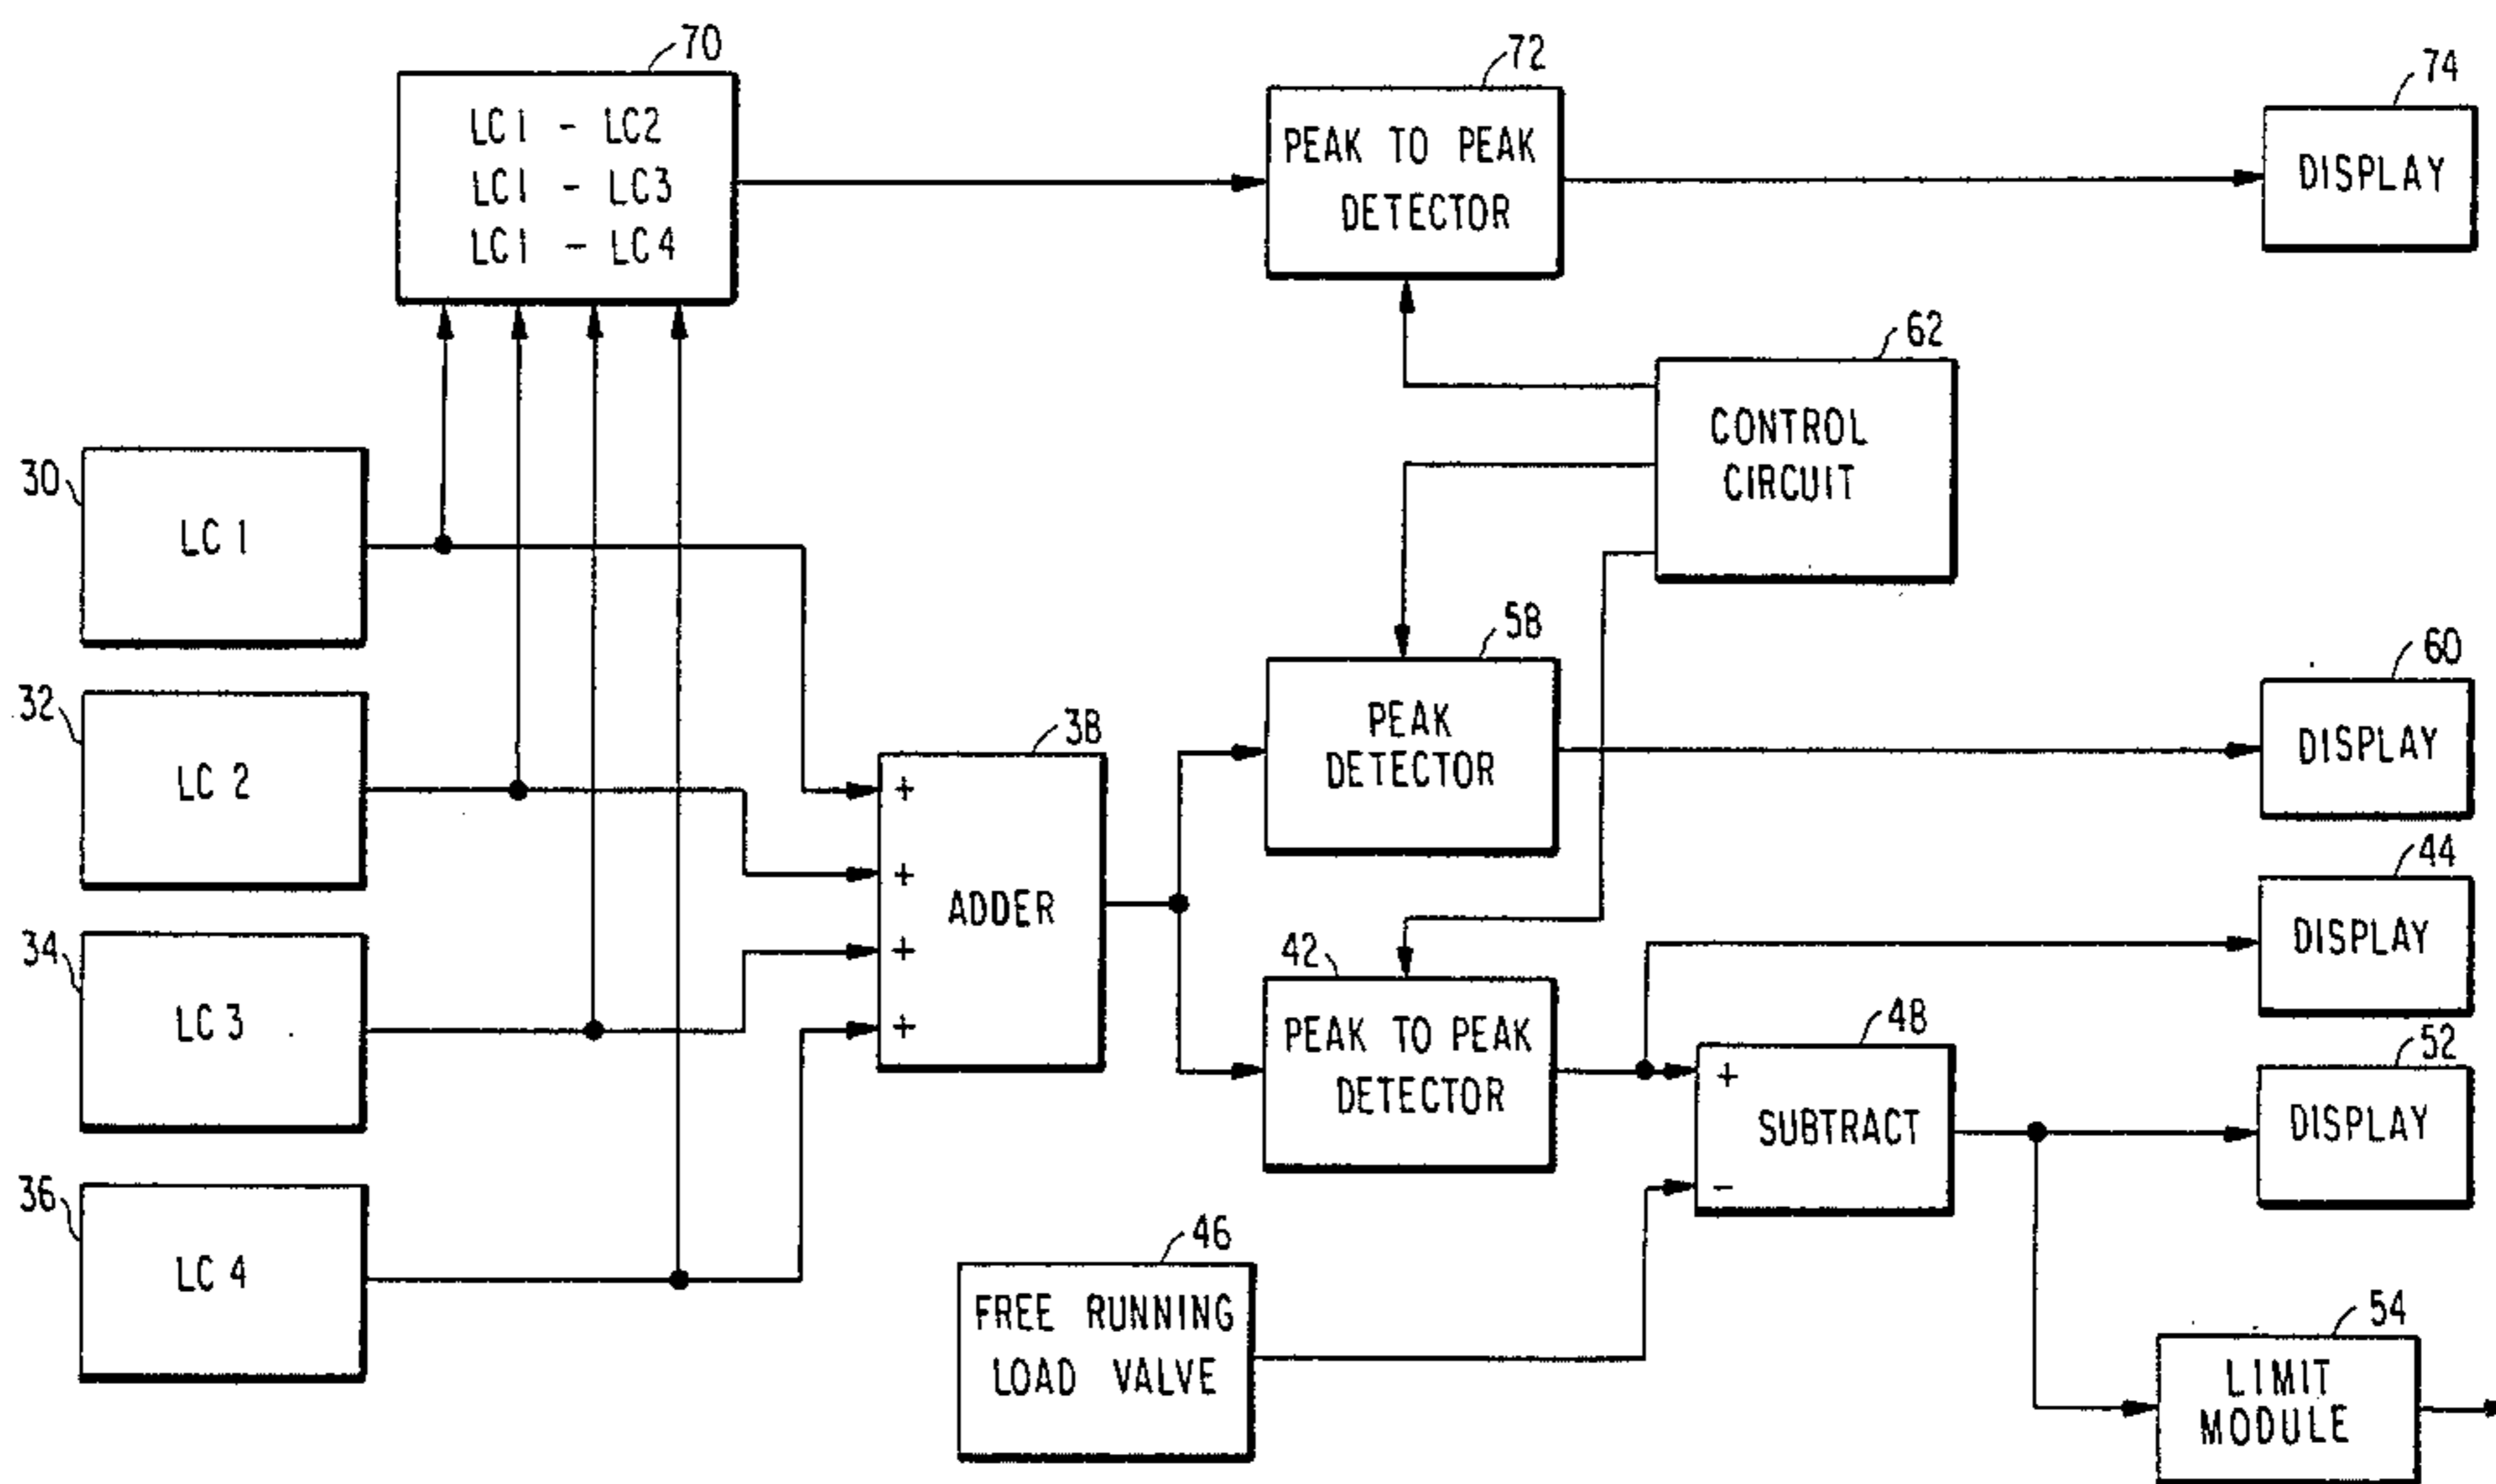 70
LC1 - LC2
LC1 - LC3
LC1 - LC4
72
PEAK TO PEAK
DETECTOR
74
DISPLAY
62
CONTROL
CIRCUIT
30
LC 1
32
LC 2
34
LC 3
36
LC 4
38
+
+
ADDER
+
+
58
PEAK
DETECTOR
60
DISPLAY
44
DISPLAY
42
PEAK TO PEAK
DETECTOR
48
+
SUBTRACT
-
52
DISPLAY
46
FREE RUNNING
LOAD VALVE
54
LIMIT
MODULE